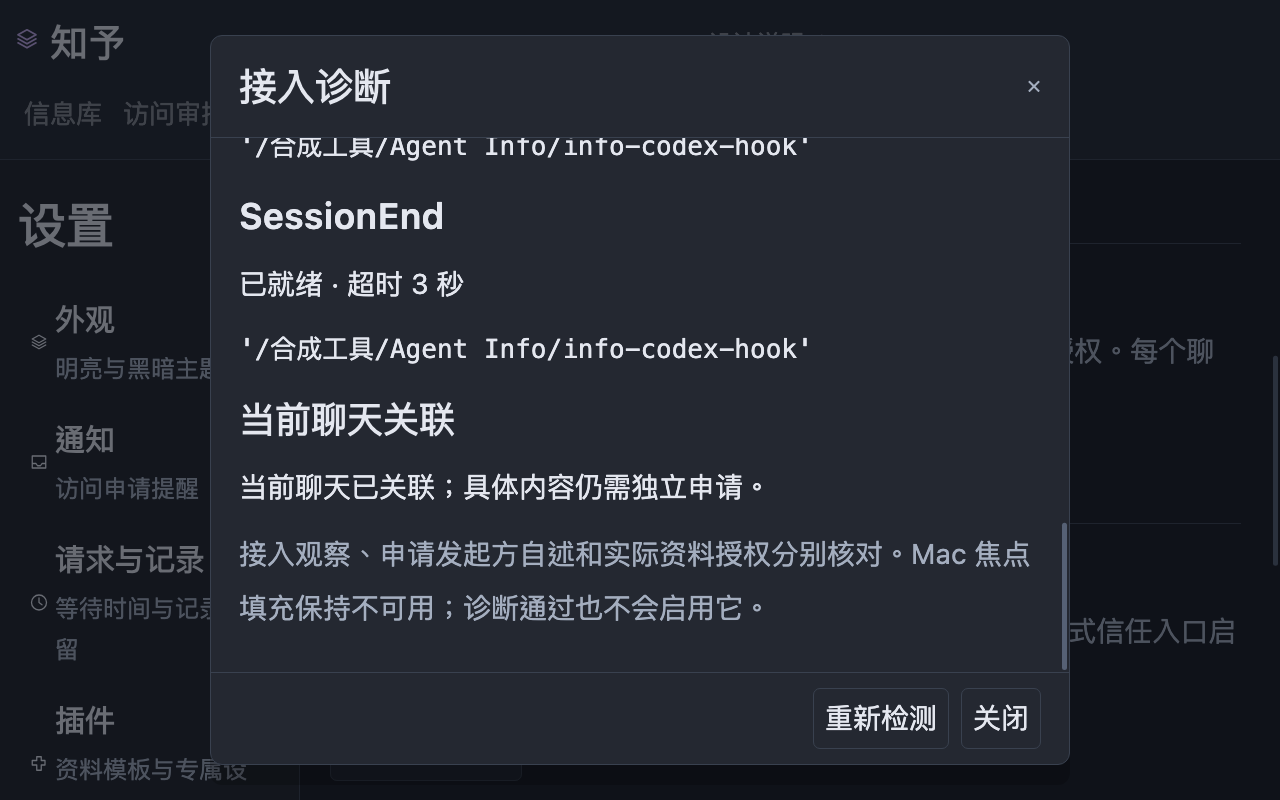 知予
信息库 访问审
设置
外观
明亮与黑暗主题
通知
访问申请提醒
请求与记录
等待时间与记录
留
插件
资料模板与专属设
接入诊断
×
'/合成工具/Agent Info/info-codex-hook'
SessionEnd
已就绪 · 超时 3 秒
'/合成工具/Agent Info/info-codex-hook'
当前聊天关联
当前聊天已关联；具体内容仍需独立申请。
接入观察、申请发起方自述和实际资料授权分别核对。Mac 焦点
填充保持不可用；诊断通过也不会启用它。
重新检测 关闭
权。每个聊
式信任入口启